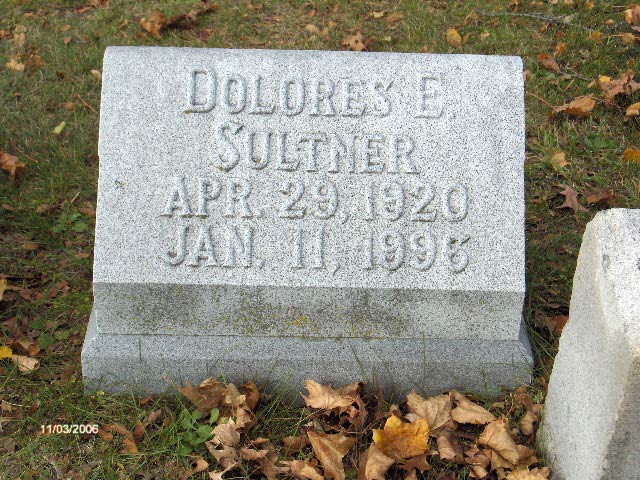 DOLORES E.
SULTNER
APR. 29, 1920
JAN. 11, 1996
11/03/2006